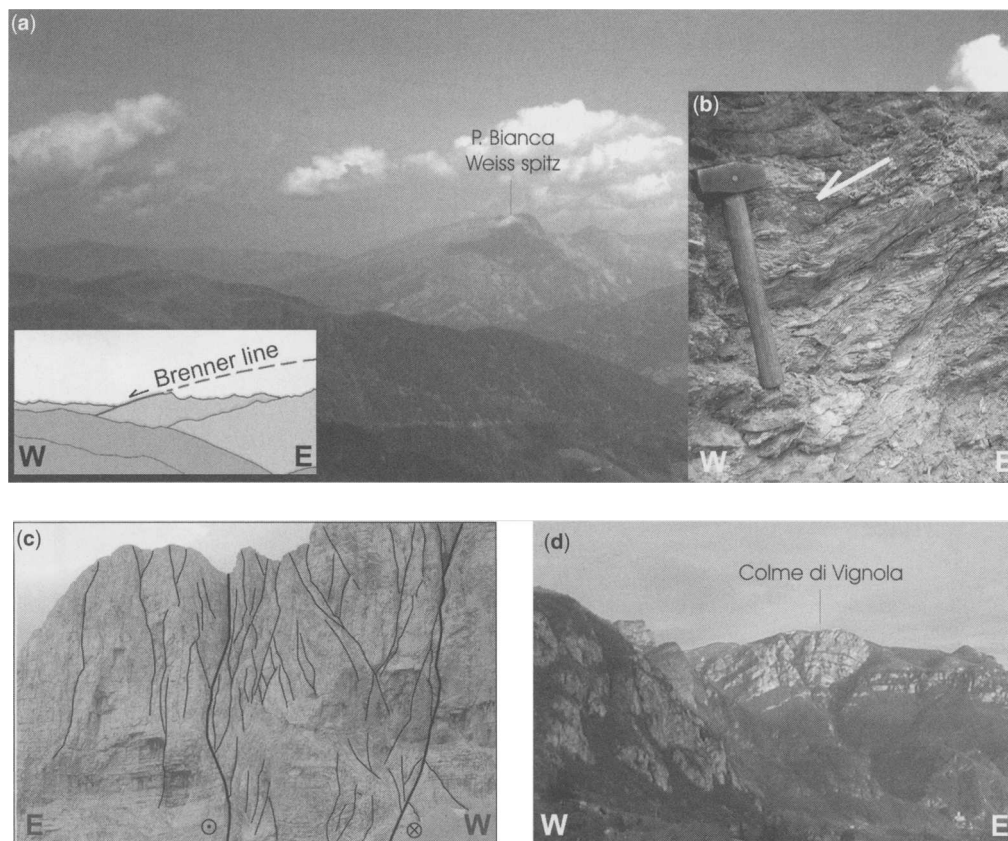 (a)
P. Bianca
Weiss spitz
(b)
Brenner line
W
E
W
E
(c)
E
W
(d)
Colme di Vignola
W
E